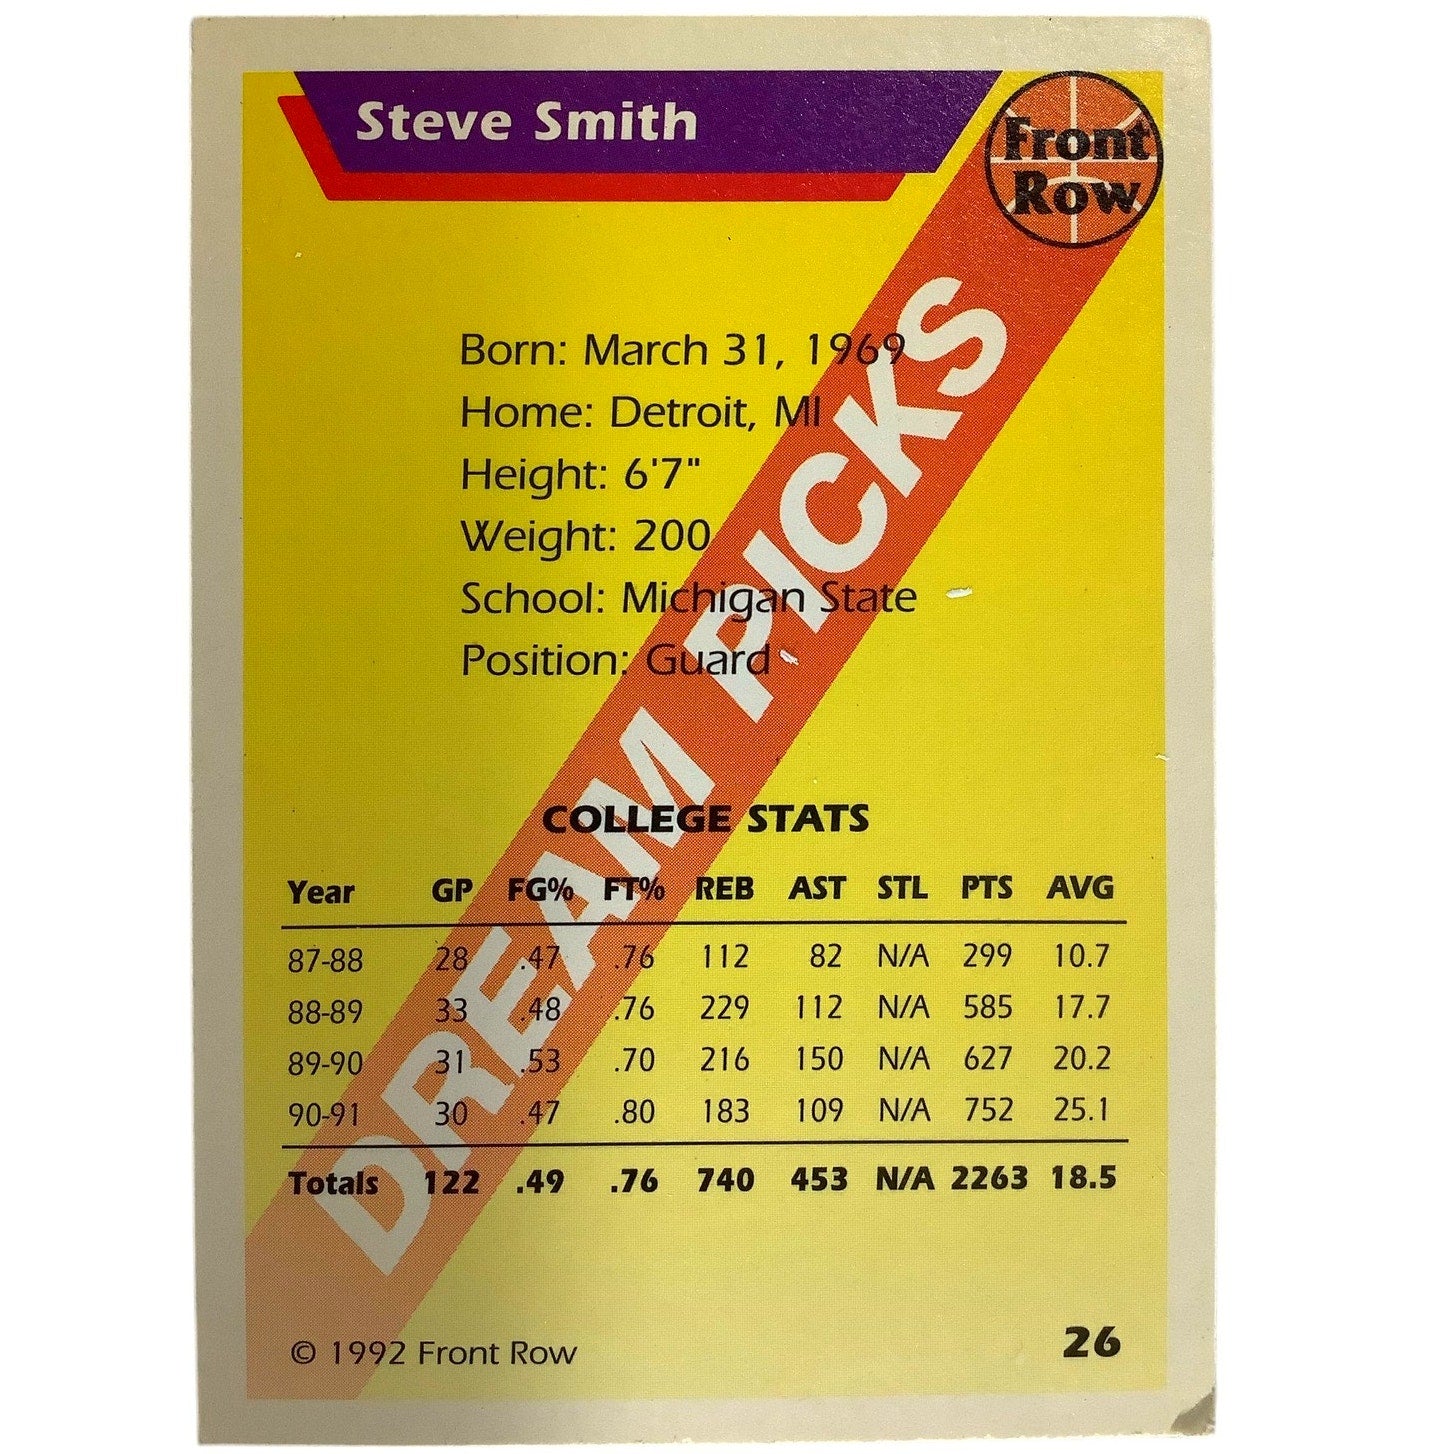 Steve Smith
Front
Row
Born: March 31, 1969
Home: Detroit, MI
Height: 6'7"
Weight: 200
School: Michigan State
Position: Guard
DREAM PICKS
COLLEGE STATS
Year GP FG% FT% REB AST STL PTS AVG
87-88 28 .47 .76 112 82 N/A 299 10.7
88-89 33 .48 .76 229 112 N/A 585 17.7
89-90 31 .53 .70 216 150 N/A 627 20.2
90-91 30 .47 .80 183 109 N/A 752 25.1
Totals 122 .49 .76 740 453 N/A 2263 18.5
© 1992 Front Row
26